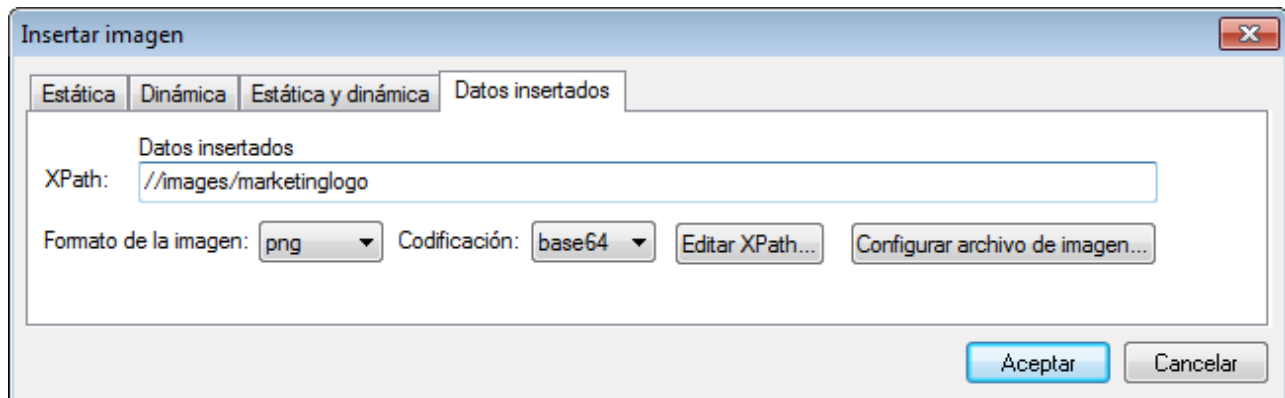 Insertar imagen
Estática Dinámica Estática y dinámica Datos insertados
Datos insertados
XPath: //images/marketinglogo
Formato de la imagen: png Codificación: base64 Editar XPath... Configurar archivo de imagen...
Aceptar Cancelar